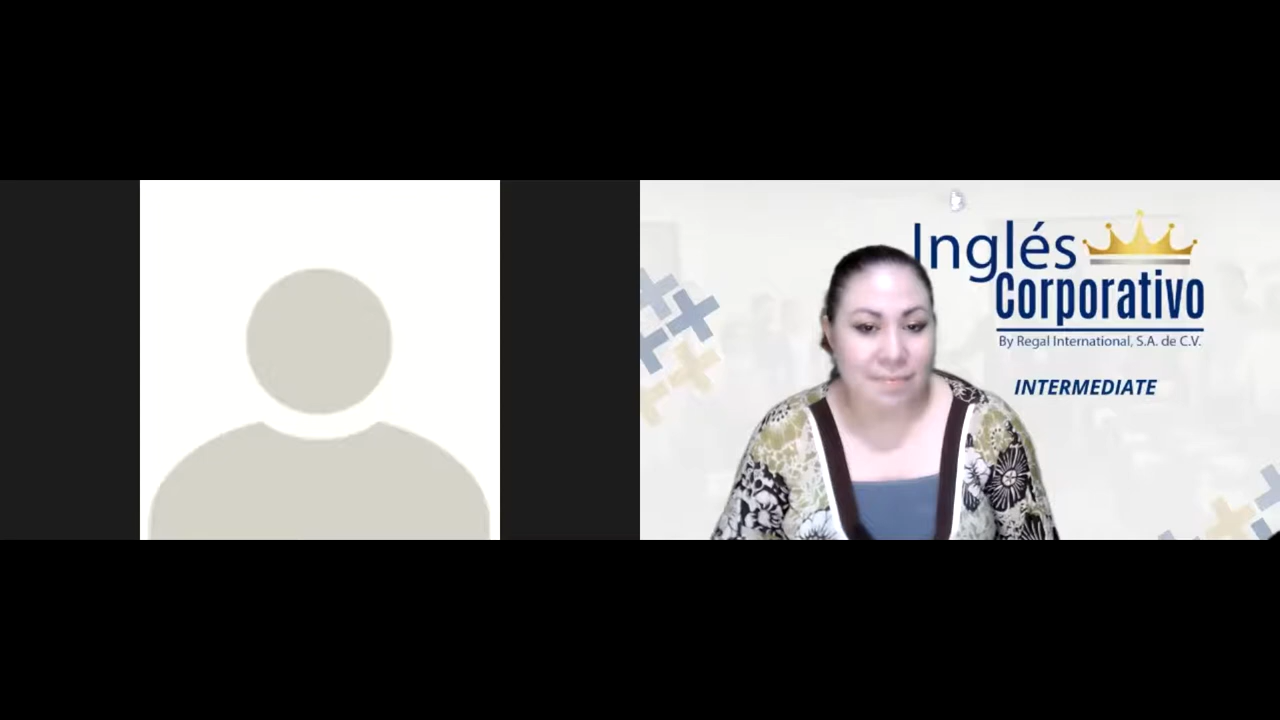 Inglés
Corporativo
By Regal International, S.A. de C.V.
INTERMEDIATE